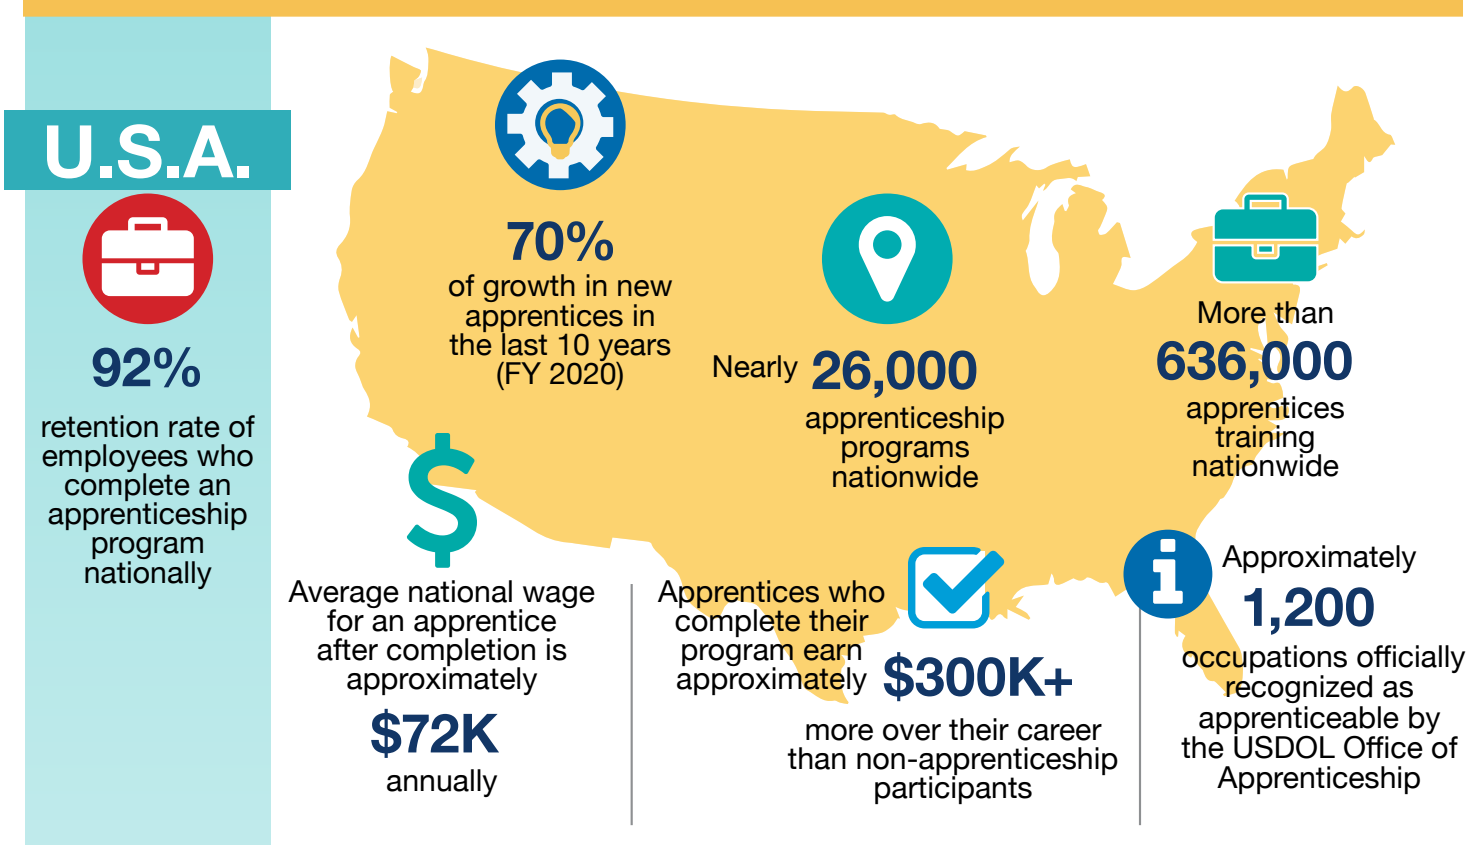 U.S.A.
92%
retention rate of
employees who
complete an
apprenticeship
program
nationally
70%
of growth in new
apprentices in
the last 10 years
(FY 2020)
Nearly 26,000
apprenticeship
programs
nationwide
More than
636,000
apprentices
training
nationwide
Average national wage
for an apprentice
after completion is
approximately
$72K
annually
Apprentices who
complete their
program earn
approximately $300K+
more over their career
than non-apprenticeship
participants
Approximately
1,200
occupations officially
recognized as
apprenticeable by
the USDOL Office of
Apprenticeship